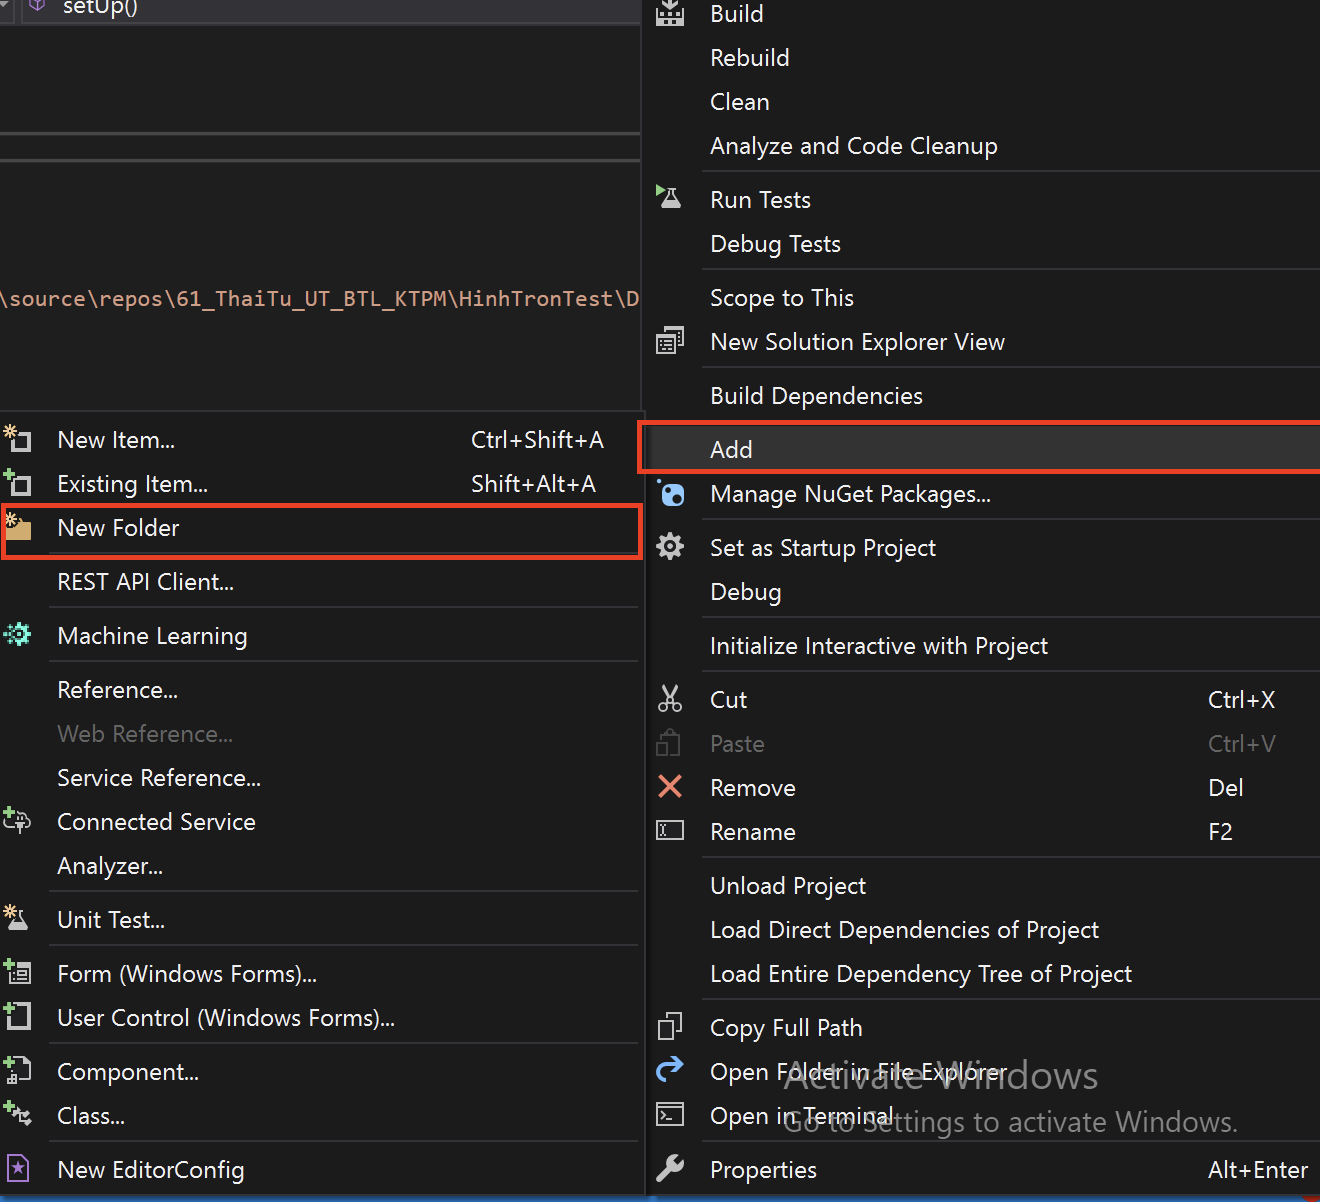 setUp()
\source\repos\61_ThaiTu_UT_BTL_KTPM\HinhTronTest\D
New Item... Ctrl+Shift+A
Existing Item... Shift+Alt+A
New Folder
REST API Client...
Machine Learning
Reference...
Web Reference...
Service Reference...
Connected Service
Analyzer...
Unit Test...
Form (Windows Forms)...
User Control (Windows Forms)...
Component...
Class...
New EditorConfig
Build
Rebuild
Clean
Analyze and Code Cleanup
Run Tests
Debug Tests
Scope to This
New Solution Explorer View
Build Dependencies
Add
Manage NuGet Packages...
Set as Startup Project
Debug
Initialize Interactive with Project
Cut Ctrl+X
Paste Ctrl+V
Remove Del
Rename F2
Unload Project
Load Direct Dependencies of Project
Load Entire Dependency Tree of Project
Copy Full Path
Open Folder in File Explorer
Open in Terminal
Properties Alt+Enter
Activate Windows
Go to Settings to activate Windows.